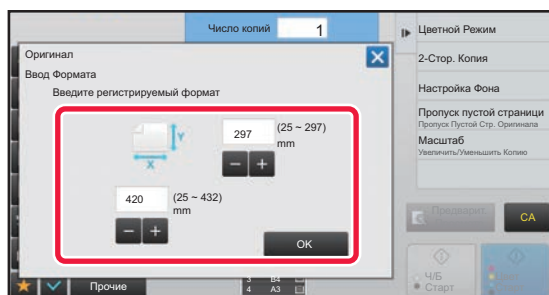 Число копий 1
Оригинал
Ввод Формата
Введите регистрируемый формат
Y
X
297 (25 ~ 297)
mm
420 (25 ~ 432)
mm
OK
Цветной Режим
2-Стор. Копия
Настройка Фона
Пропуск пустой страници
Пропуск Пустой Стр. Оригинала
Масштаб
Увеличить/Уменьшить Копию
Предварит
CA
Ч/Б
Старт
Прочие
3 B4
4 A3